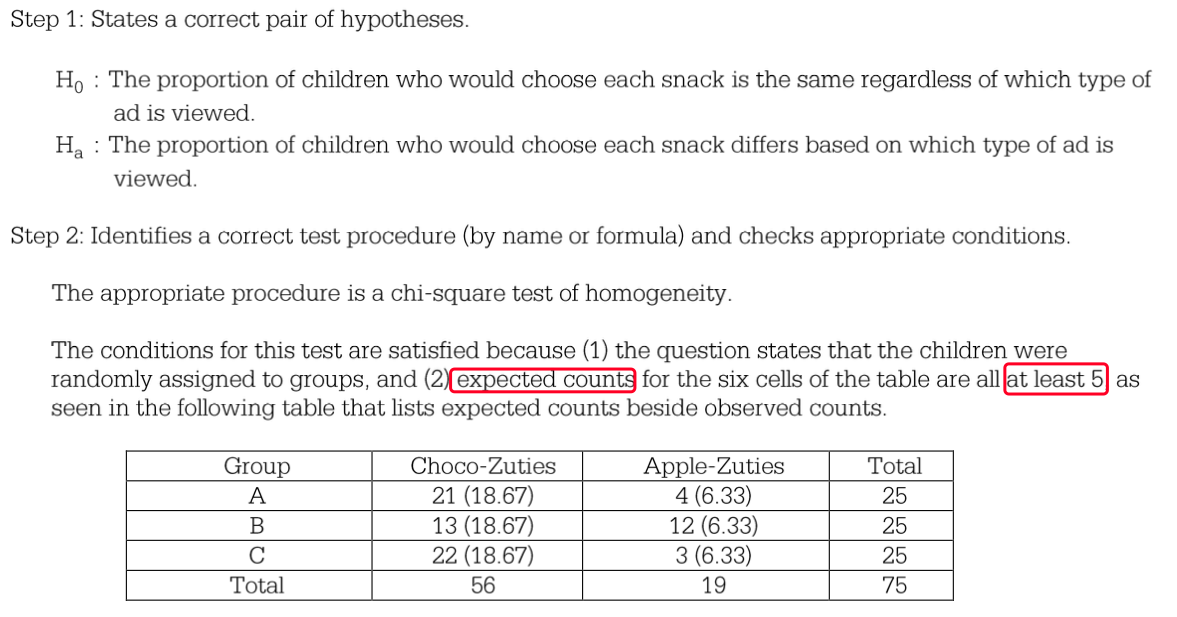 Step 1: States a correct pair of hypotheses.
H0 : The proportion of children who would choose each snack is the same regardless of which type of
ad is viewed.
Ha : The proportion of children who would choose each snack differs based on which type of ad is
viewed.
Step 2: Identifies a correct test procedure (by name or formula) and checks appropriate conditions.
The appropriate procedure is a chi-square test of homogeneity.
The conditions for this test are satisfied because (1) the question states that the children were
randomly assigned to groups, and (2) expected counts for the six cells of the table are all at least 5, as
seen in the following table that lists expected counts beside observed counts.
Group Choco-Zuties Apple-Zuties Total
A 21 (18.67) 4 (6.33) 25
B 13 (18.67) 12 (6.33) 25
C 22 (18.67) 3 (6.33) 25
Total 56 19 75